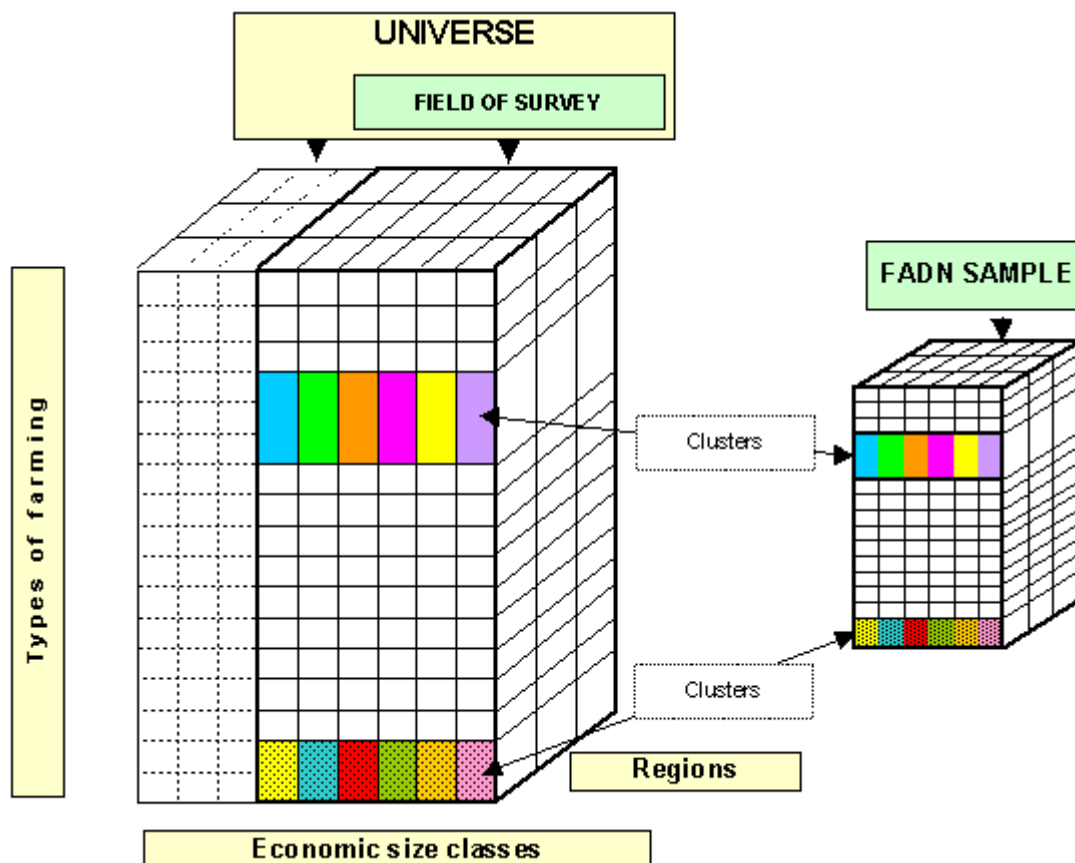 UNIVERSE
FIELD OF SURVEY
FADN SAMPLE
Types of farming
Clusters
Clusters
Regions
Economic size classes